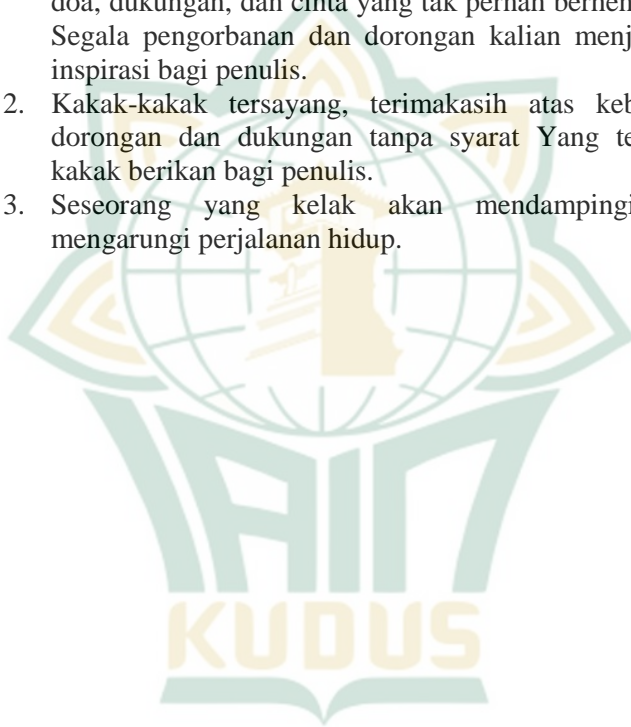 doa, dukungan, dan cinta yang tak
Segala pengorbanan dan dorongan kalian
inspirasi bagi penulis.
2. Kakak-kakak tersayang, terimakasih atas
dorongan dan dukungan tanpa syarat Yang
kakak berikan bagi penulis.
3. Seseorang yang kelak akan mendampingi
mengarungi perjalanan hidup.
IAIN
KUDUS